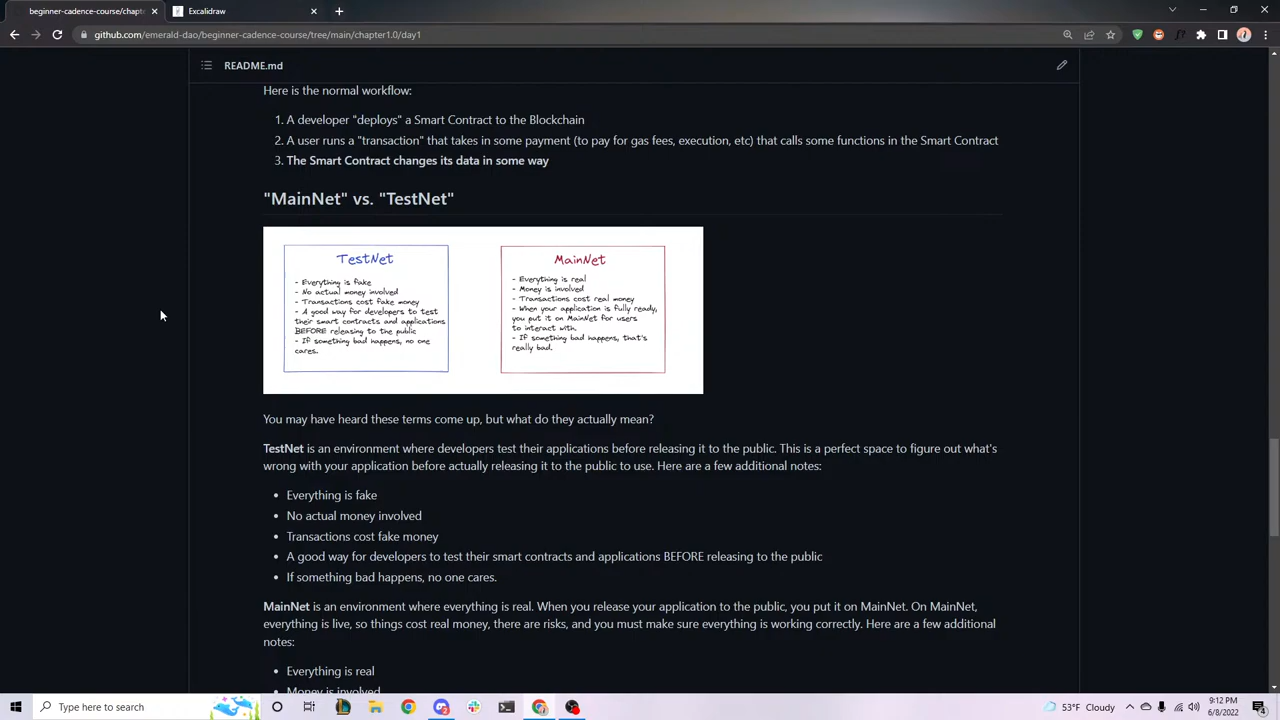 beginner-cadence-course/chapte
Excalidraw
github.com/emerald-dao/beginner-cadence-course/tree/main/chapter1.0/day1
README.md
Here is the normal workflow:
1. A developer "deploys" a Smart Contract to the Blockchain
2. A user runs a "transaction" that takes in some payment (to pay for gas fees, execution, etc) that calls some functions in the Smart Contract
3. The Smart Contract changes its data in some way
"MainNet" vs. "TestNet"
TestNet
- Everything is fake
- No actual money involved
- Transactions cost fake money
- A good way for developers to test
their smart contracts and applications
BEFORE releasing to the public
- If something bad happens, no one
cares.
MainNet
- Everything is real
- Money is involved
- Transactions cost real money
- When your application is fully ready,
you put it on MainNet for users
to interact with.
- If something bad happens, that's
really bad.
You may have heard these terms come up, but what do they actually mean?
TestNet is an environment where developers test their applications before releasing it to the public. This is a perfect space to figure out what's
wrong with your application before actually releasing it to the public to use. Here are a few additional notes:
• Everything is fake
• No actual money involved
• Transactions cost fake money
• A good way for developers to test their smart contracts and applications BEFORE releasing to the public
• If something bad happens, no one cares.
MainNet is an environment where everything is real. When you release your application to the public, you put it on MainNet. On MainNet,
everything is live, so things cost real money, there are risks, and you must make sure everything is working correctly. Here are a few additional
notes:
• Everything is real
• Money is involved
Type here to search
53°F Cloudy
9:12 PM
6/8/2022
4